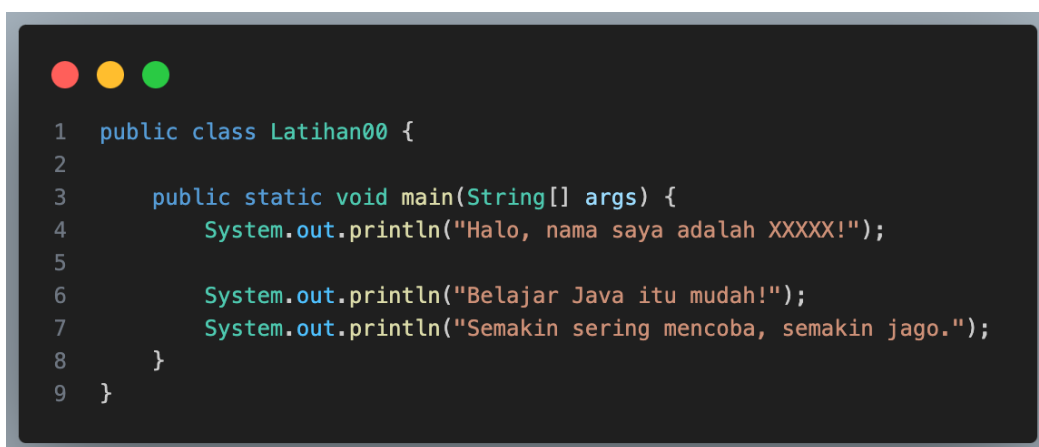 1 public class Latihan00 {
2
3     public static void main(String[] args) {
4         System.out.println("Halo, nama saya adalah XXXXX!");
5
6         System.out.println("Belajar Java itu mudah!");
7         System.out.println("Semakin sering mencoba, semakin jago.");
8     }
9 }